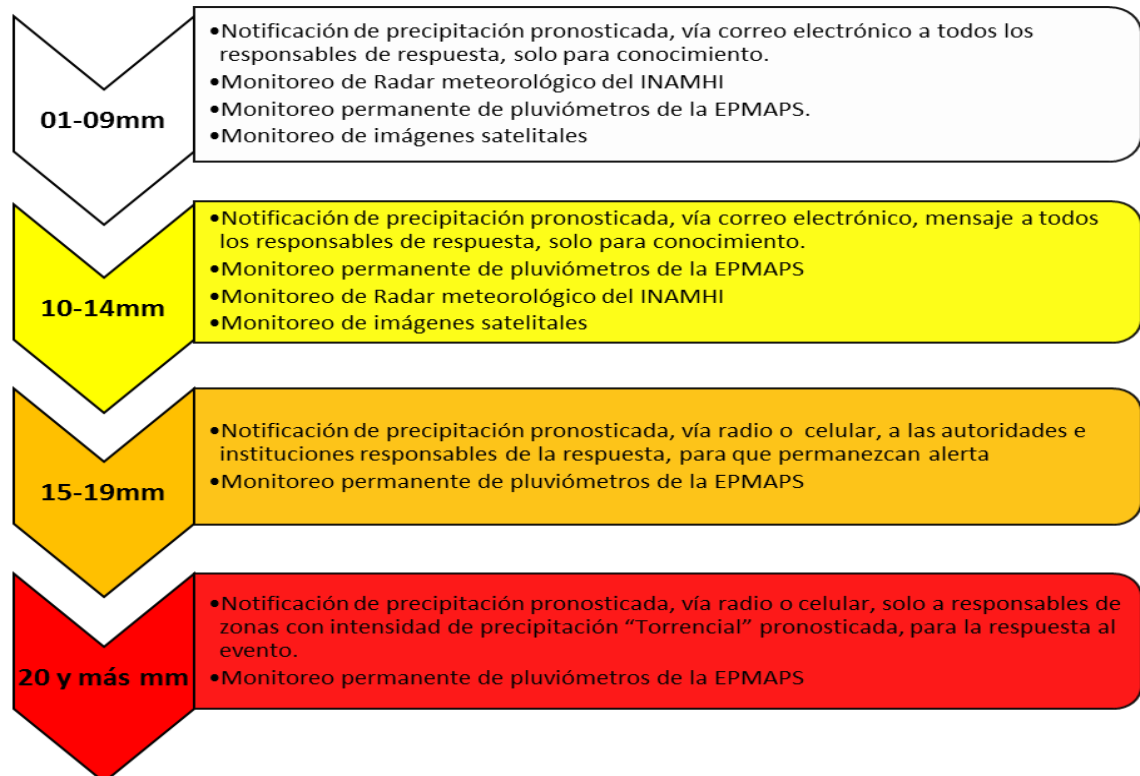 •Notificación de precipitación pronosticada, vía correo electrónico a todos los
responsables de respuesta, solo para conocimiento.
•Monitoreo de Radar meteorológico del INAMHI
01-09mm
•Monitoreo permanente de pluviómetros de la EPMAPS.
•Monitoreo de imágenes satelitales
•Notificación de precipitación pronosticada, vía correo electrónico, mensaje a todos
los responsables de respuesta, solo para conocimiento.
•Monitoreo permanente de pluviómetros de la EPMAPS
10-14mm
•Monitoreo de Radar meteorológico del INAMHI
•Monitoreo de imágenes satelitales
•Notificación de precipitación pronosticada, vía radio o celular, a las autoridades e
instituciones responsables de la respuesta, para que permanezcan alerta
15-19mm
•Monitoreo permanente de pluviómetros de la EPMAPS
•Notificación de precipitación pronosticada, vía radio o celular, solo a responsables de
zonas con intensidad de precipitación “Torrencial” pronosticada, para la respuesta al
evento.
20 y más mm
•Monitoreo permanente de pluviómetros de la EPMAPS